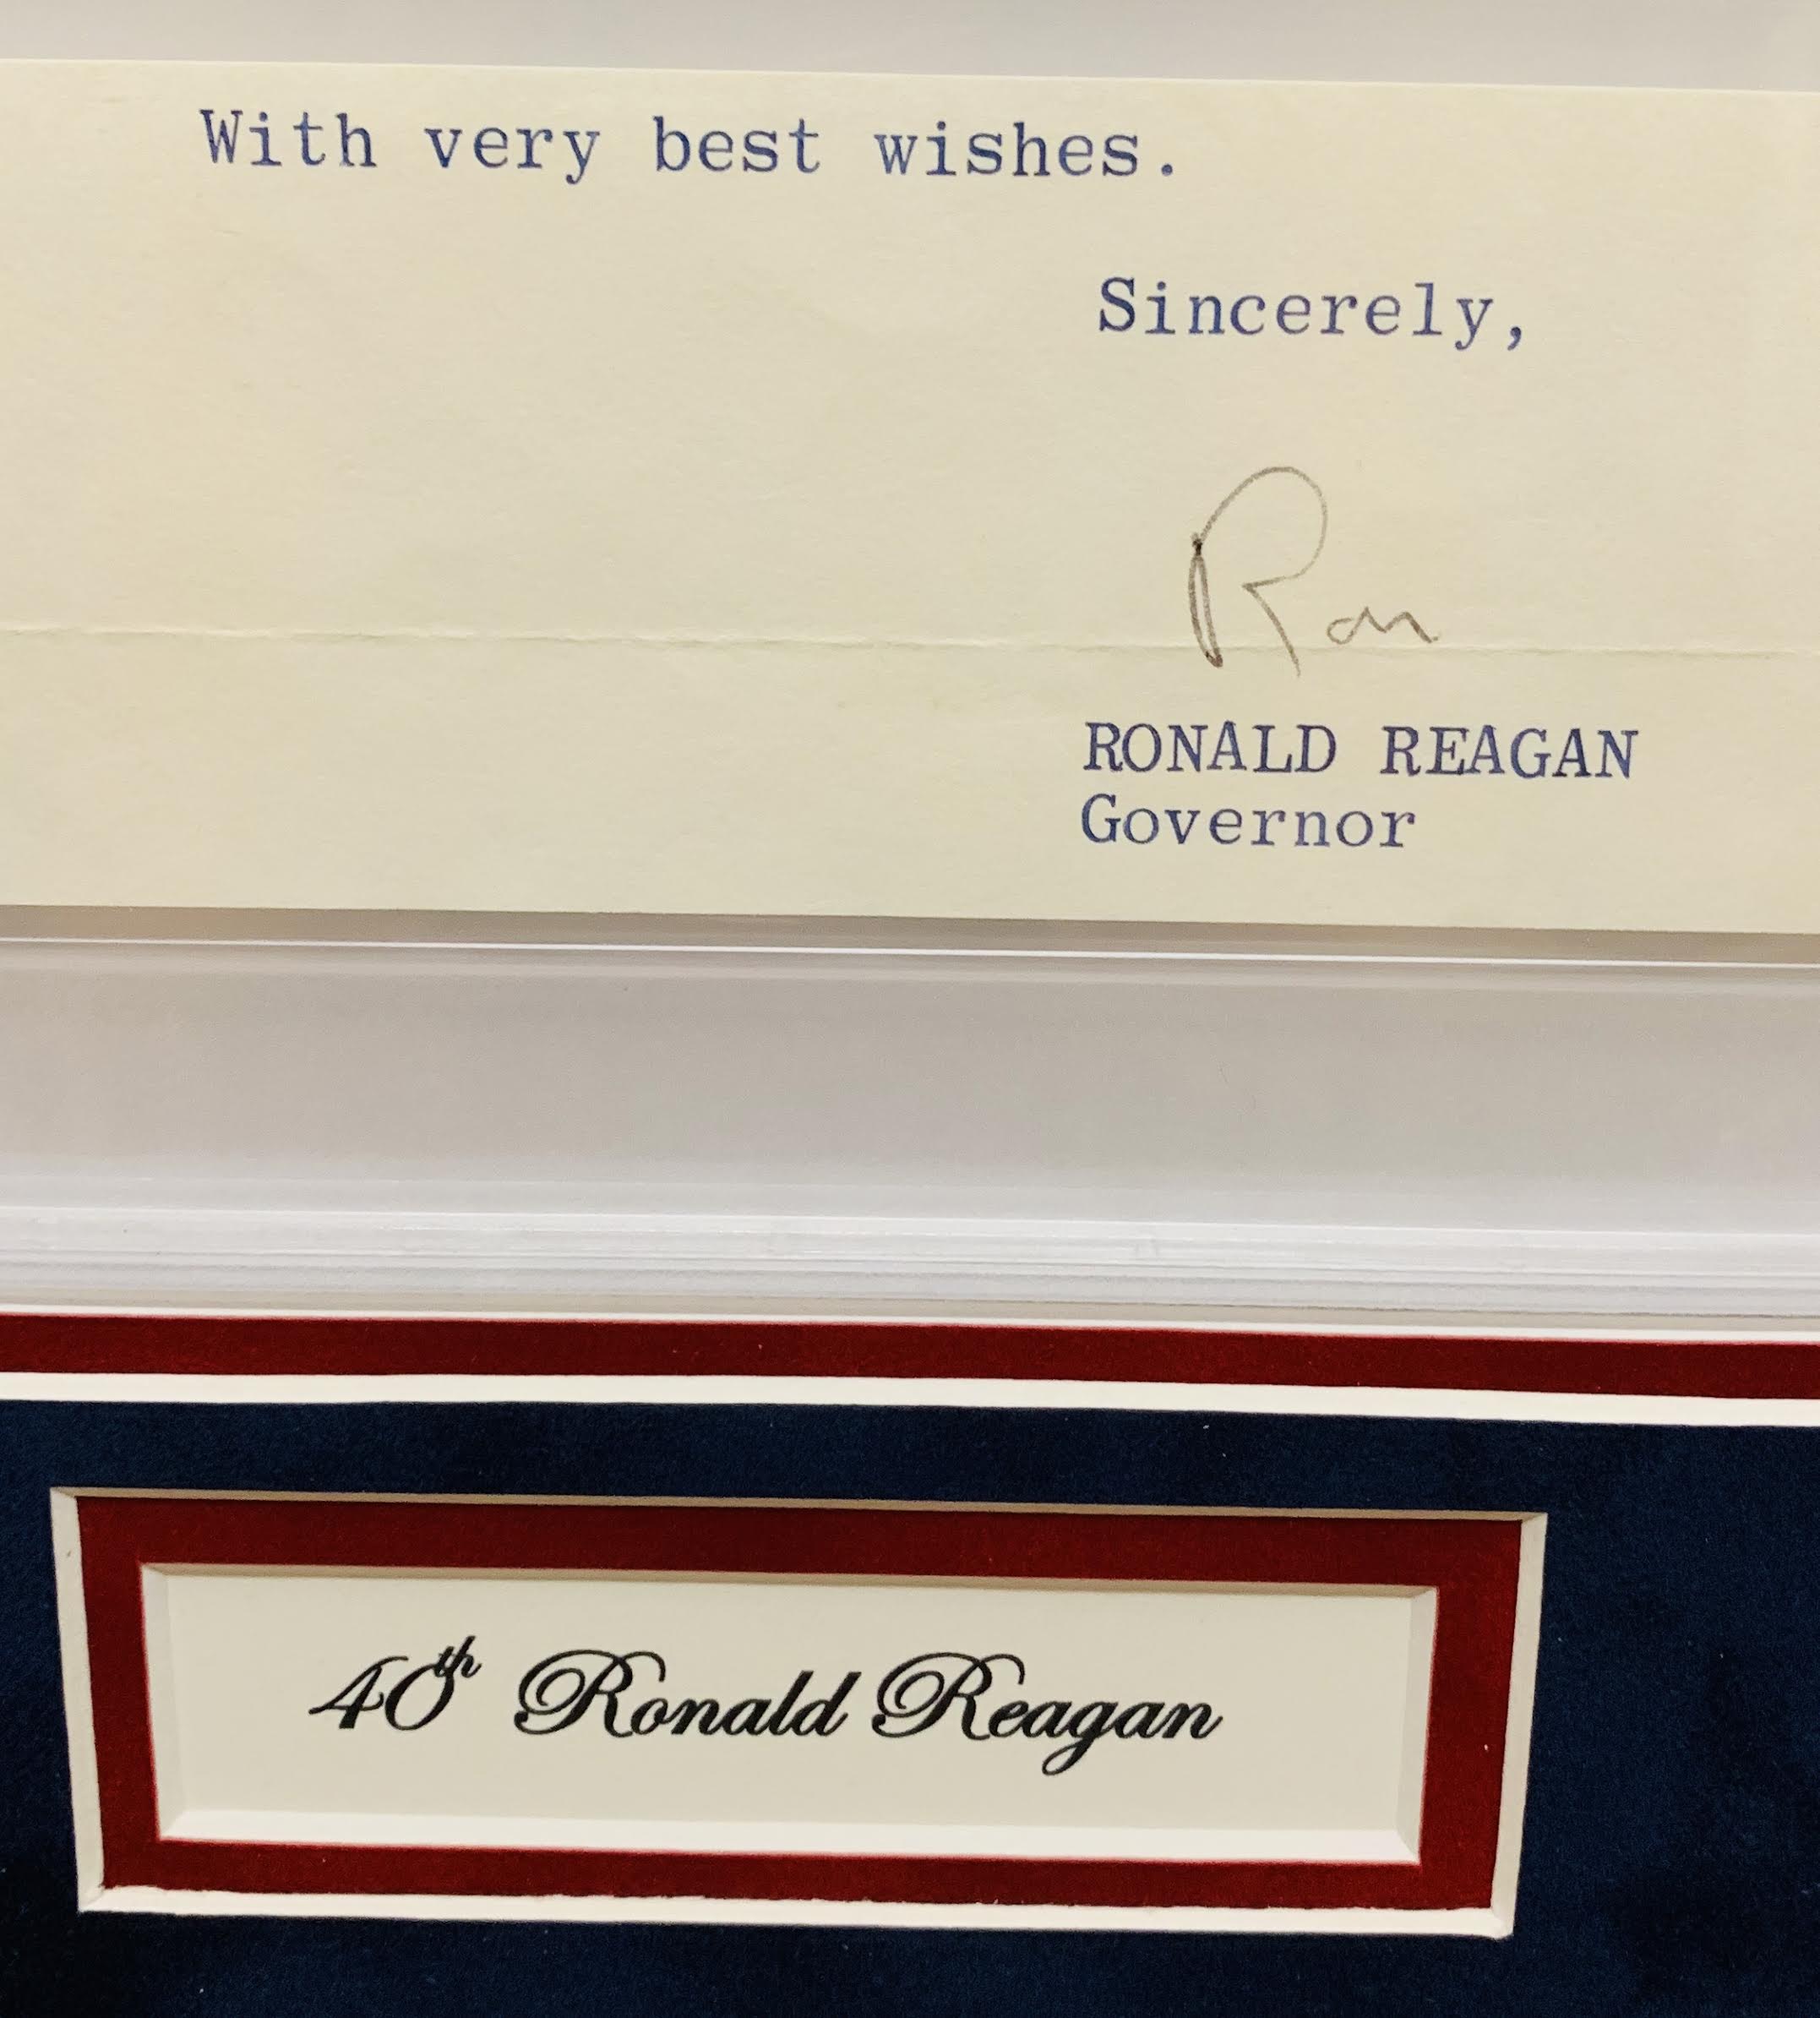 With very best wishes.
Sincerely,
Ron
RONALD REAGAN
Governor
40th Ronald Reagan